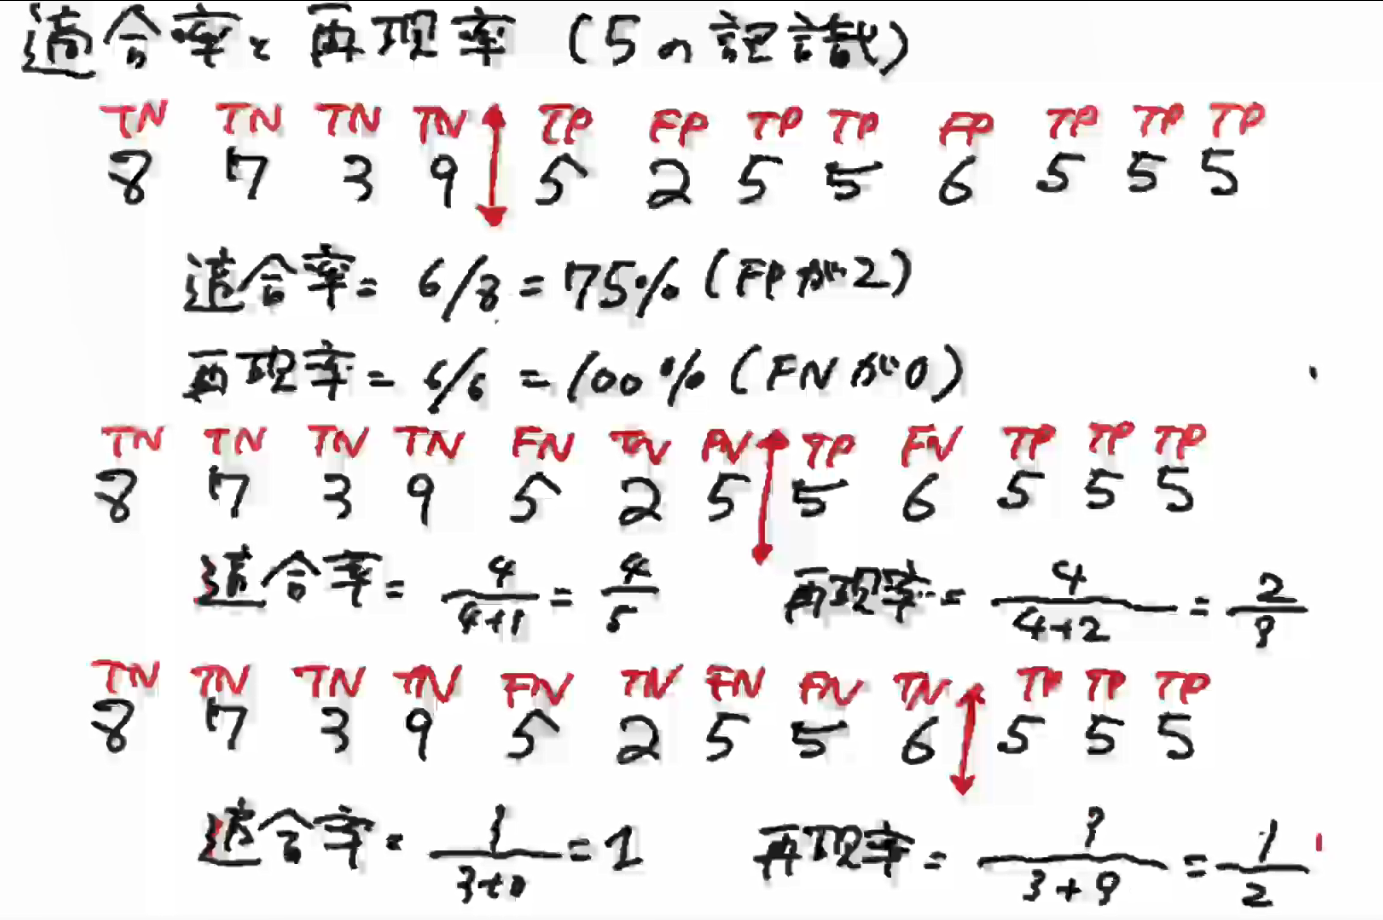 適合率と再現率 (5の認識)
TN TN TN TN TP FP TP TP FP TP TP TP
8 7 3 9 5 2 5 5 6 5 5 5
適合率 = 6/8 = 75% (FPが2)
再現率 = 6/6 = 100% (FNが0)
TN TN TN TN FN TN FN TP FN TP TP TP
8 7 3 9 5 2 5 5 6 5 5 5
適合率 = 4/(4+1) = 4/5 再現率 = 4/(4+2) = 2/3
TN TN TN TN FN TN FN FN TN TP TP TP
8 7 3 9 5 2 5 5 6 5 5 5
適合率 = 3/(3+0) = 1 再現率 = 3/(3+3) = 1/2